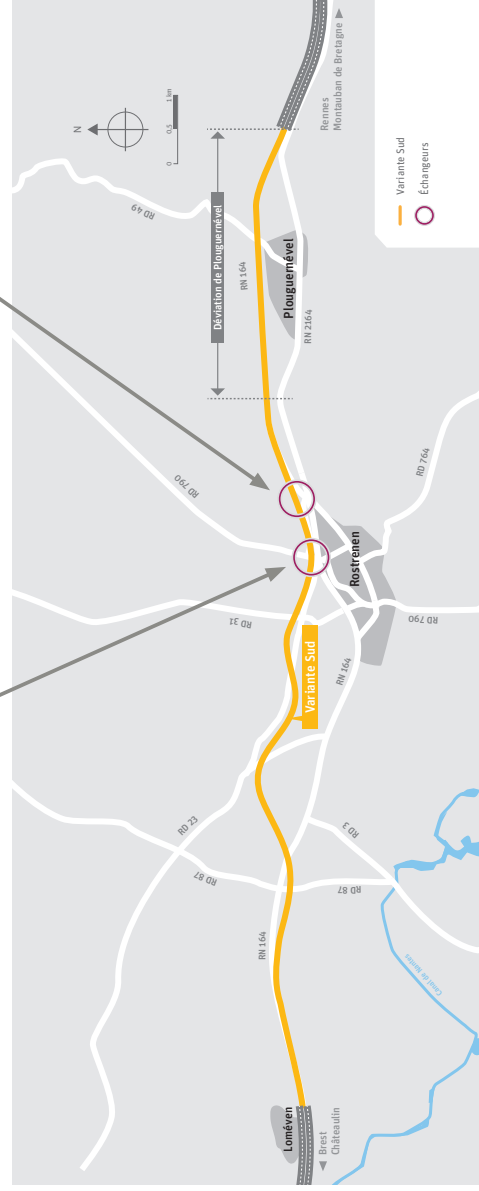 N
0 0.5 1 km
Rennes
Montauban de Bretagne
Variante Sud
Échangeurs
RD 49
Déviation de Plouguernével
RN 164
Plouguernével
RN 2164
RD 790
RD 764
Rostrenen
RD 31
RD 790
Variante Sud
RN 164
RD 23
RD 87
RD 3
RD 87
RN 164
Canal de Nantes
Loméven
Brest
Châteaulin